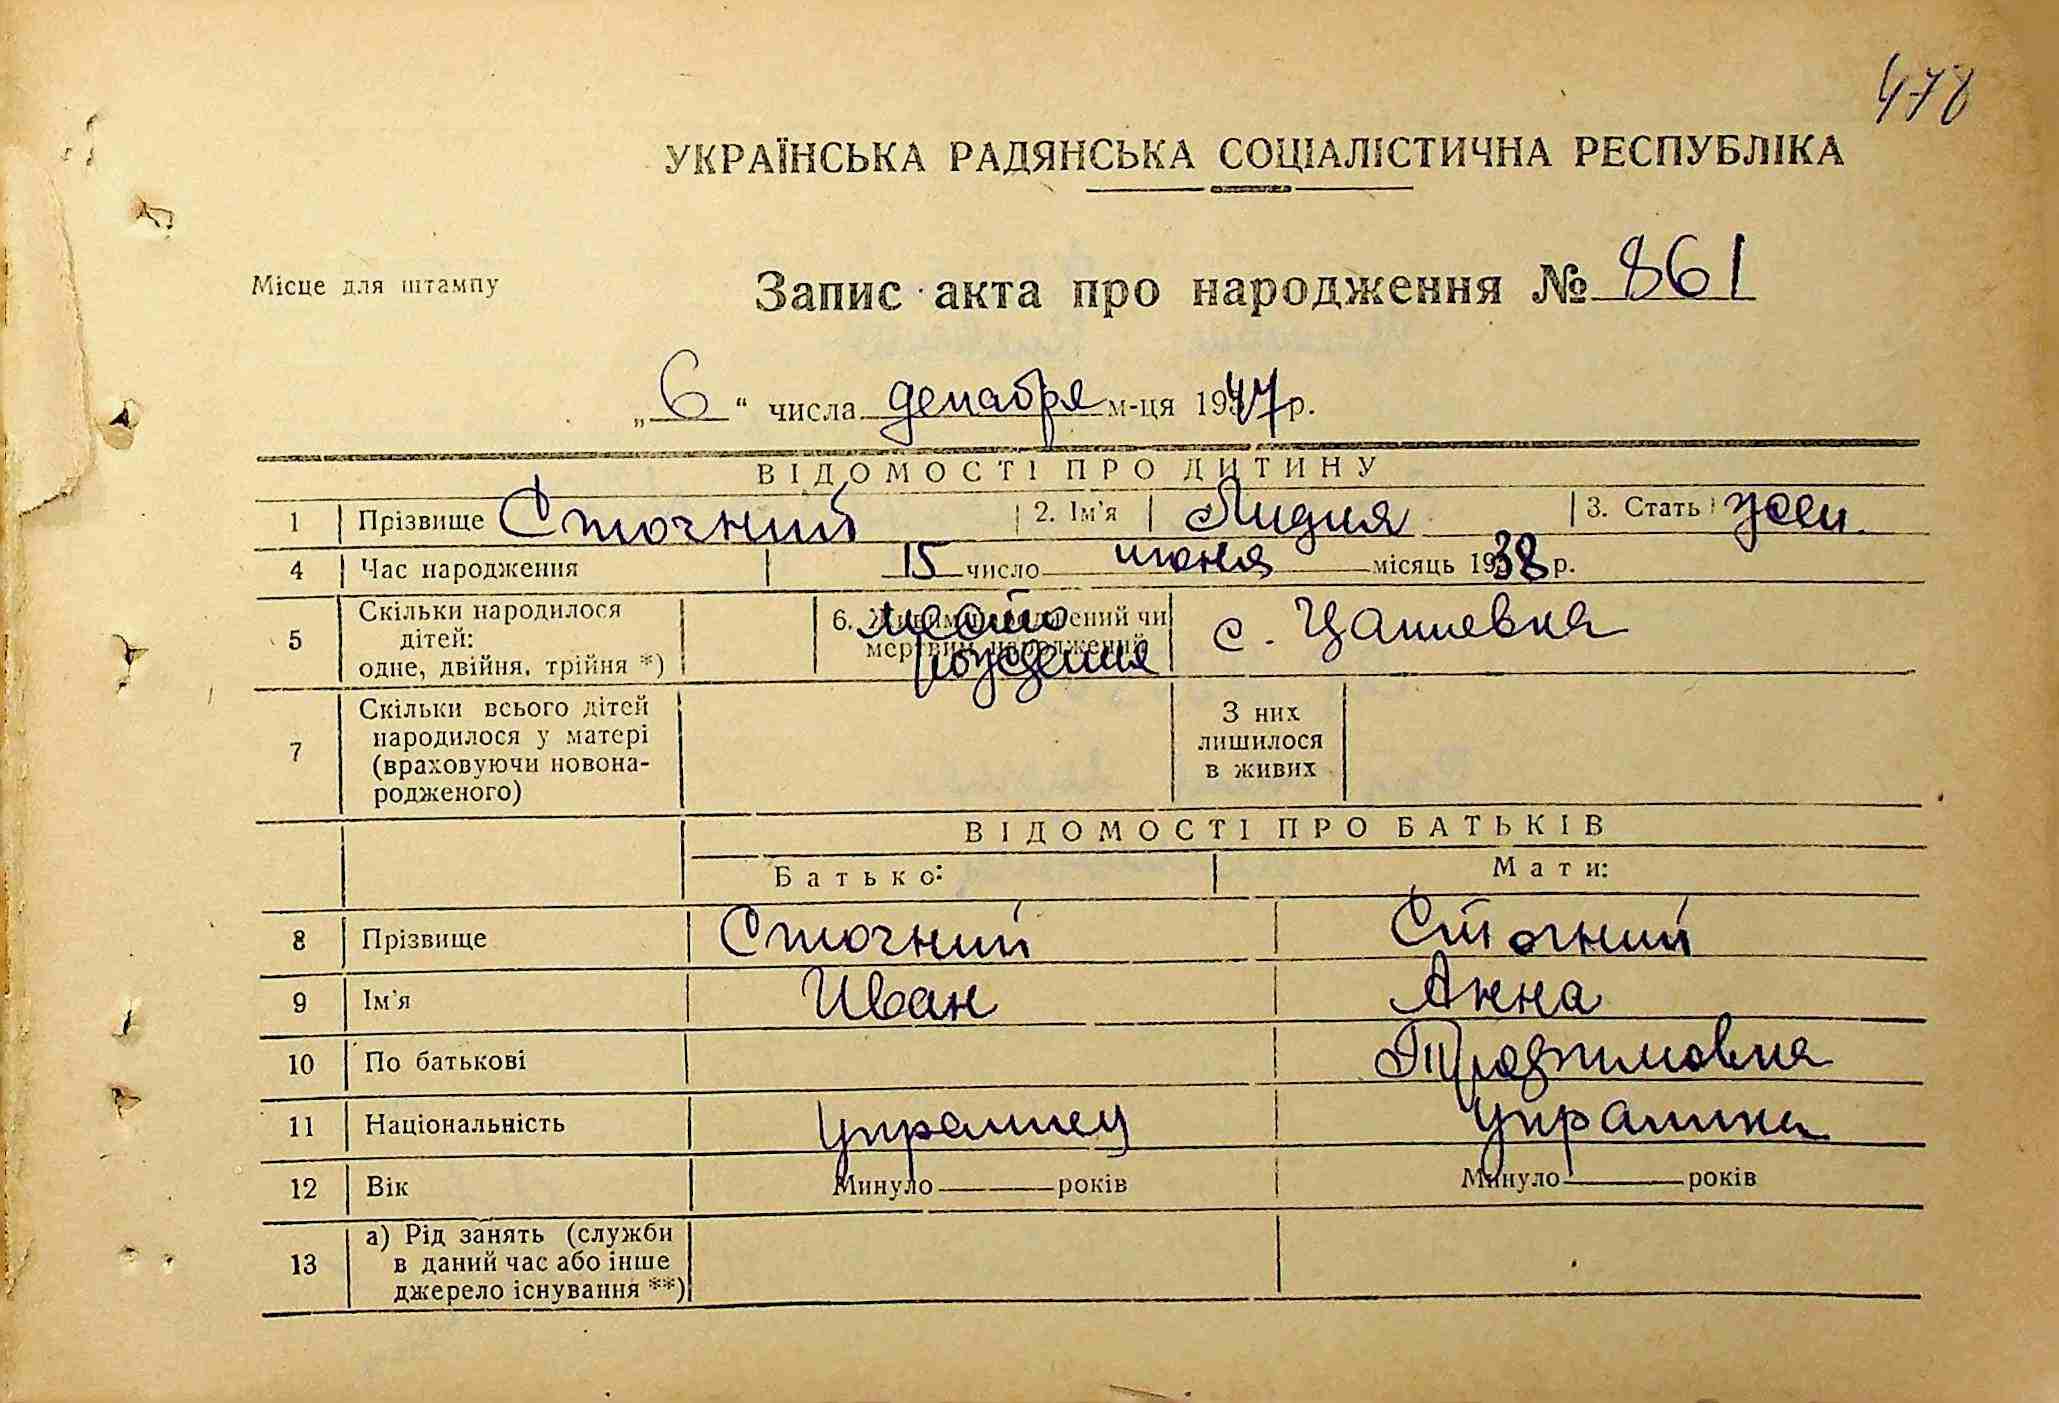 478
УКРАЇНСЬКА РАДЯНСЬКА СОЦІАЛІСТИЧНА РЕСПУБЛІКА
Місце для штампу
Запис акта про народження № 861
„6“ числа декабря м-ця 1947 р.
ВІДОМОСТІ ПРО ДИТИНУ
1 Прізвище Сточний 2. Ім'я Лидия 3. Стать жен.
4 Час народження 15 число июня місяць 1938 р.
5 Скільки народилося дітей: одне, двійня, трійня *) 6. Живим народжений чи мертвим народжений место рождения с. Цашевка
7 Скільки всього дітей народилося у матері (враховуючи новонародженого) З них лишилося в живих
ВІДОМОСТІ ПРО БАТЬКІВ
Батько: Мати:
8 Прізвище Сточний Сточний
9 Ім'я Иван Анна
10 По батькові Трофимовна
11 Національність украинец украинка
12 Вік Минуло років Минуло років
13 а) Рід занять (служби в даний час або інше джерело існування **)